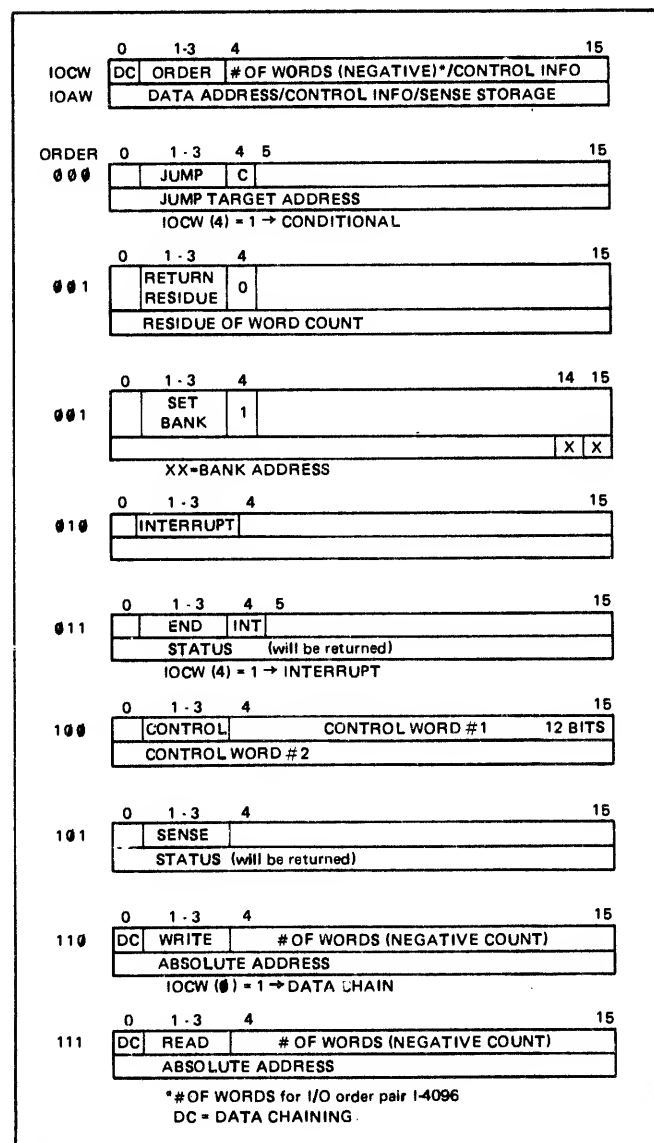 0 1-3 4 15
IOCW DC ORDER # OF WORDS (NEGATIVE)*/CONTROL INFO
IOAW DATA ADDRESS/CONTROL INFO/SENSE STORAGE
ORDER 0 1 - 3 4 5 15
000 JUMP C
JUMP TARGET ADDRESS
IOCW (4) = 1 → CONDITIONAL
0 1 - 3 4 15
001 RETURN RESIDUE 0
RESIDUE OF WORD COUNT
0 1 - 3 4 14 15
001 SET BANK 1
X X
XX=BANK ADDRESS
0 1 - 3 4 15
010 INTERRUPT
0 1 - 3 4 5 15
011 END INT
STATUS (will be returned)
IOCW (4) = 1 → INTERRUPT
0 1 - 3 4 15
100 CONTROL CONTROL WORD #1 12 BITS
CONTROL WORD #2
0 1 - 3 4 15
101 SENSE
STATUS (will be returned)
0 1 - 3 4 15
110 DC WRITE # OF WORDS (NEGATIVE COUNT)
ABSOLUTE ADDRESS
IOCW (0) = 1 → DATA CHAIN
0 1 - 3 4 15
111 DC READ # OF WORDS (NEGATIVE COUNT)
ABSOLUTE ADDRESS
*# OF WORDS for I/O order pair I-4096
DC = DATA CHAINING